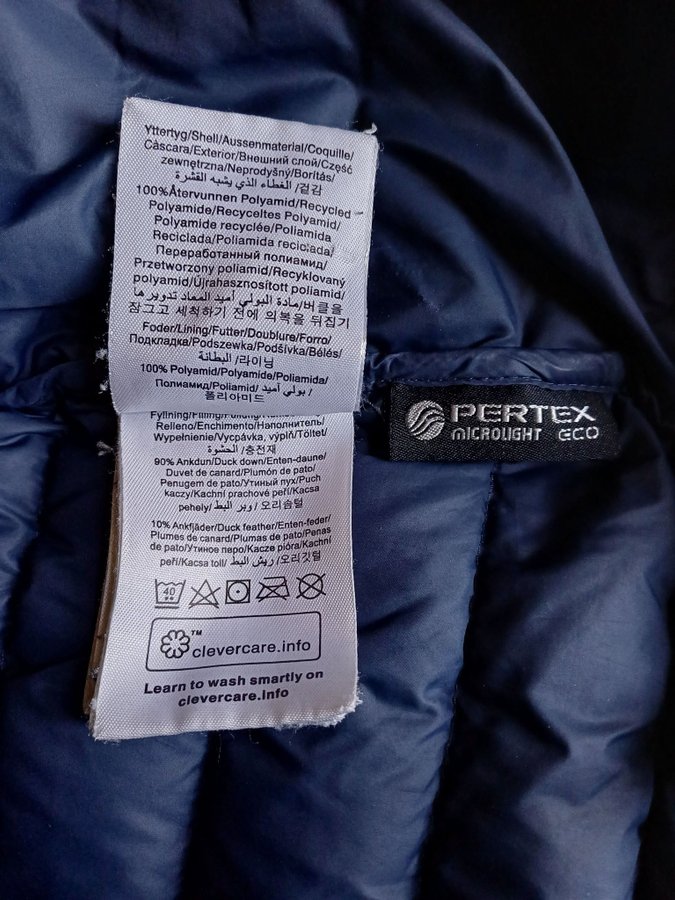 Yttertyg/Shell/Aussenmaterial/Coquille/
Càscara/Exterior/Внешний слой/Część
zewnętrzna/Neprodyšný/Borítás/
الغطاء الذي يشبه القشرة/겉감
100%Återvunnen Polyamid/Recycled
Polyamide/Recyceltes Polyamid/
Polyamide recyclée/Poliamida
Reciclada/Poliamida reciclada/
Переработанный полиамид/
Przetworzony poliamid/Recyklovaný
polyamid/Újrahasznosított poliamid/
مادة البولي أميد المعاد تدويرها/버클을
잠그고 세척하기 전에 의복을 뒤집기
Foder/Lining/Futter/Doublure/Forro/
Подкладка/Podszewka/Podšívka/Bélés/
البطانة/라이닝
100% Polyamid/Polyamide/Poliamida/
Полиамид/Poliamid/بولي أميد/
폴리아미드
Relleno/Enchimento/Наполнитель/
Wypełnienie/Vycpávka, výplň/Töltet/
الحشوة/충전재
90% Ankdun/Duck down/Enten-daune/
Duvet de canard/Plumón de pato/
Penugem de pato/Утиный пух/Puch
kaczy/Kachní prachové peří/Kacsa
pehely/وبر البط/오리솜털
10% Ankfjäder/Duck feather/Enten-feder/
Plumes de canard/Plumas de pato/Penas
de pato/Утиное перо/Kacze pióra/Kachní
peří/Kacsa toll/ريش البط/오리깃털
40
™
clevercare.info
Learn to wash smartly on
clevercare.info
PERTEX
MICROLIGHT ECO